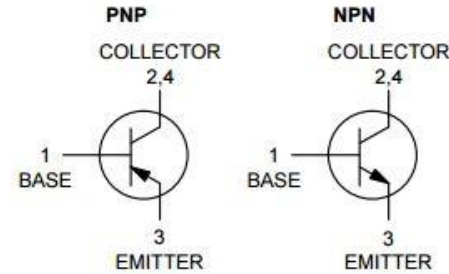 PNP
COLLECTOR
2,4
1
BASE
3
EMITTER
NPN
COLLECTOR
2,4
1
BASE
3
EMITTER